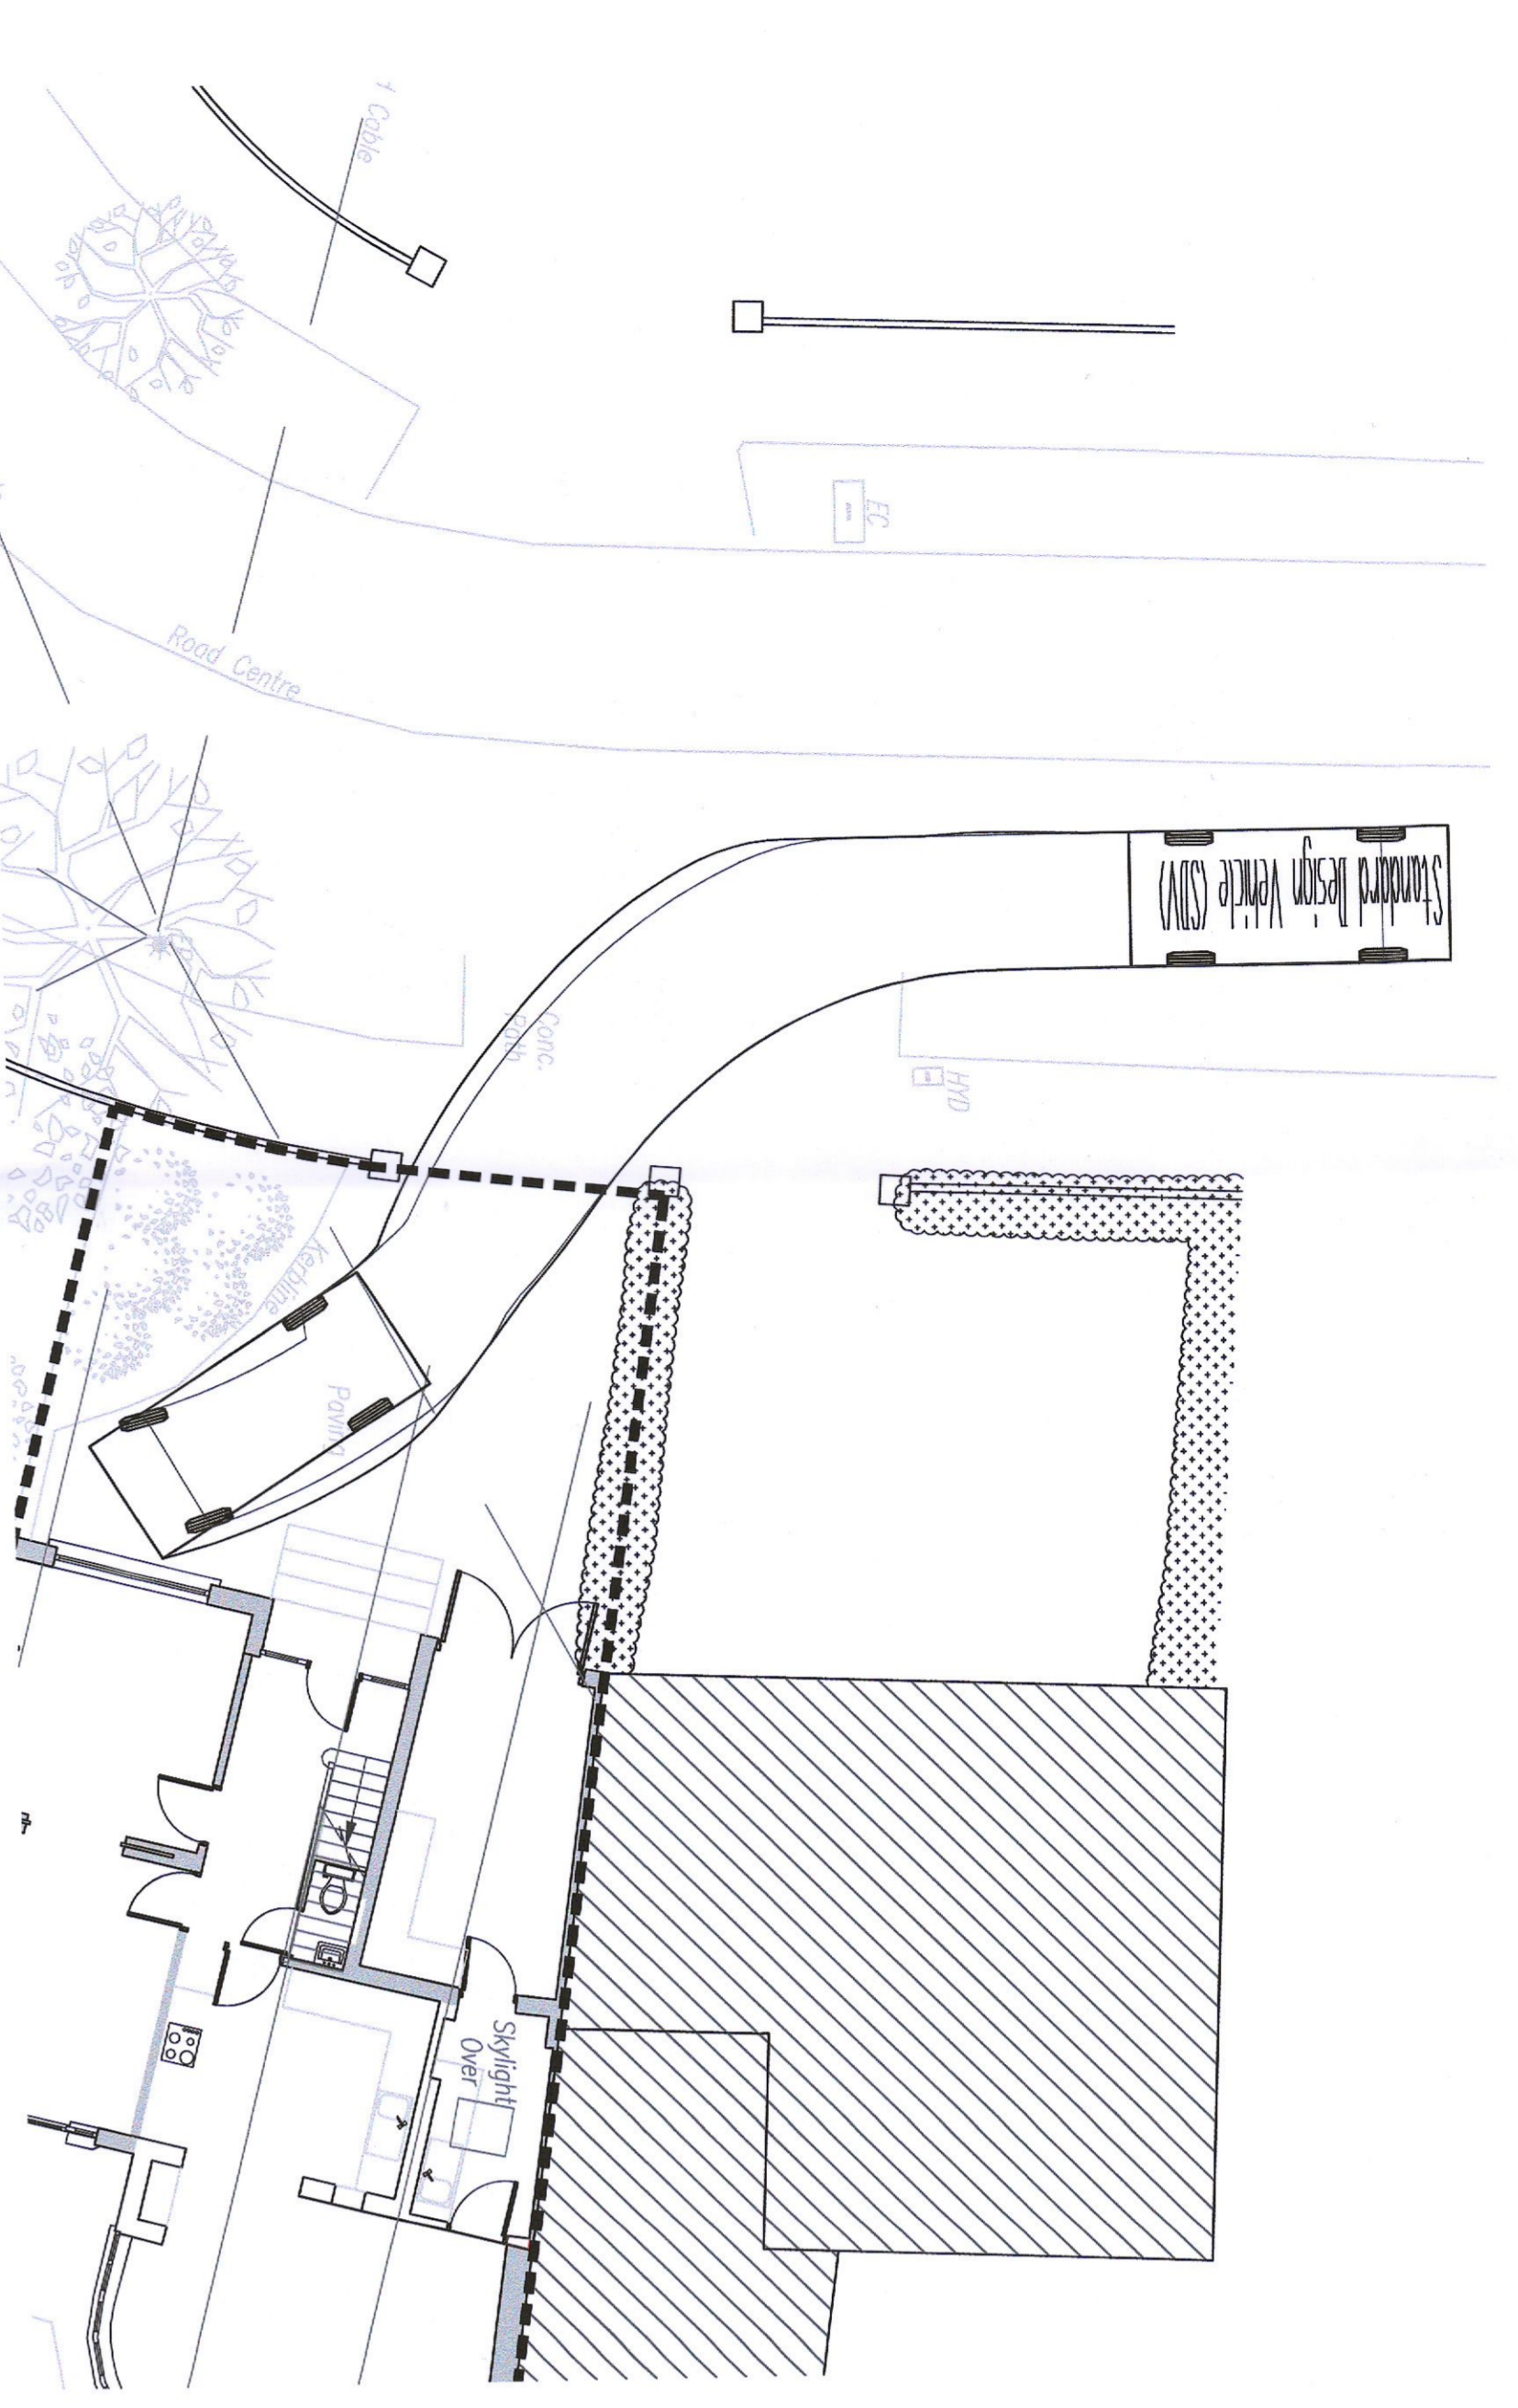 Cable
EC
Road Centre
Standard Design Vehicle (SDV)
Conc.
Path
HYD
Kerbline
Paving
Skylight
Over